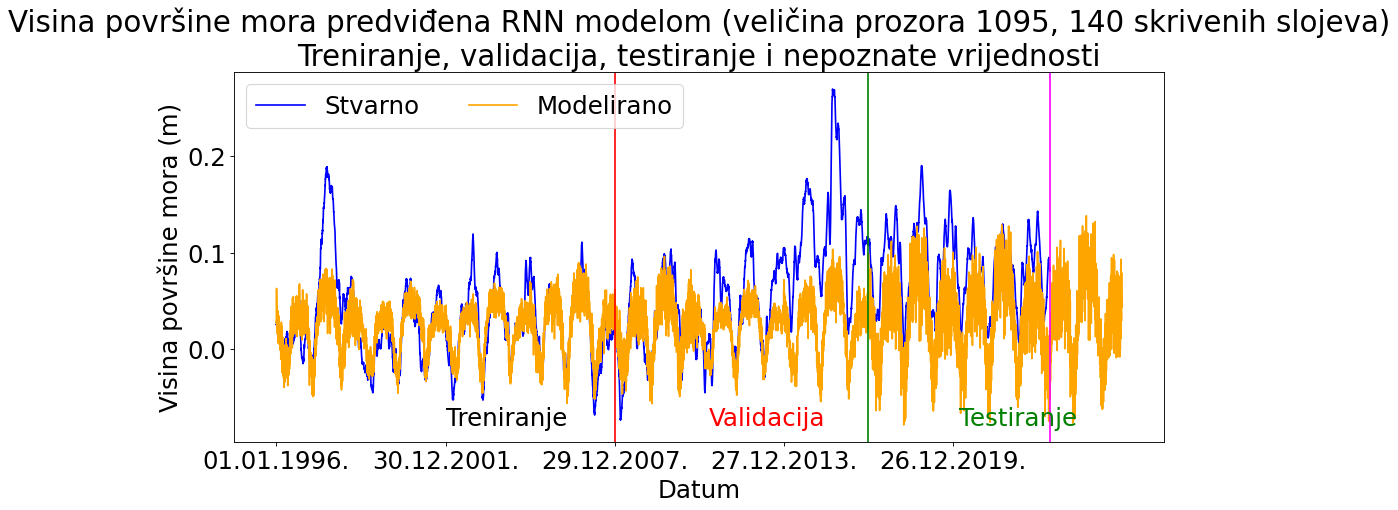 Visina površine mora predviđena RNN modelom (veličina prozora 1095, 140 skrivenih slojeva)
Treniranje, validacija, testiranje i nepoznate vrijednosti
Stvarno Modelirano
Visina površine mora (m)
0.2
0.1
0.0
Treniranje Validacija Testiranje
01.01.1996. 30.12.2001. 29.12.2007. 27.12.2013. 26.12.2019.
Datum